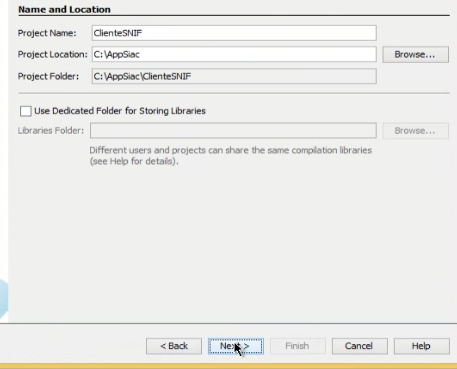 Name and Location
Project Name: ClienteSNIF
Project Location: C:\AppSiac Browse...
Project Folder: C:\AppSiac\ClienteSNIF
Use Dedicated Folder for Storing Libraries
Libraries Folder: Browse...
Different users and projects can share the same compilation libraries
(see Help for details).
< Back Next > Finish Cancel Help